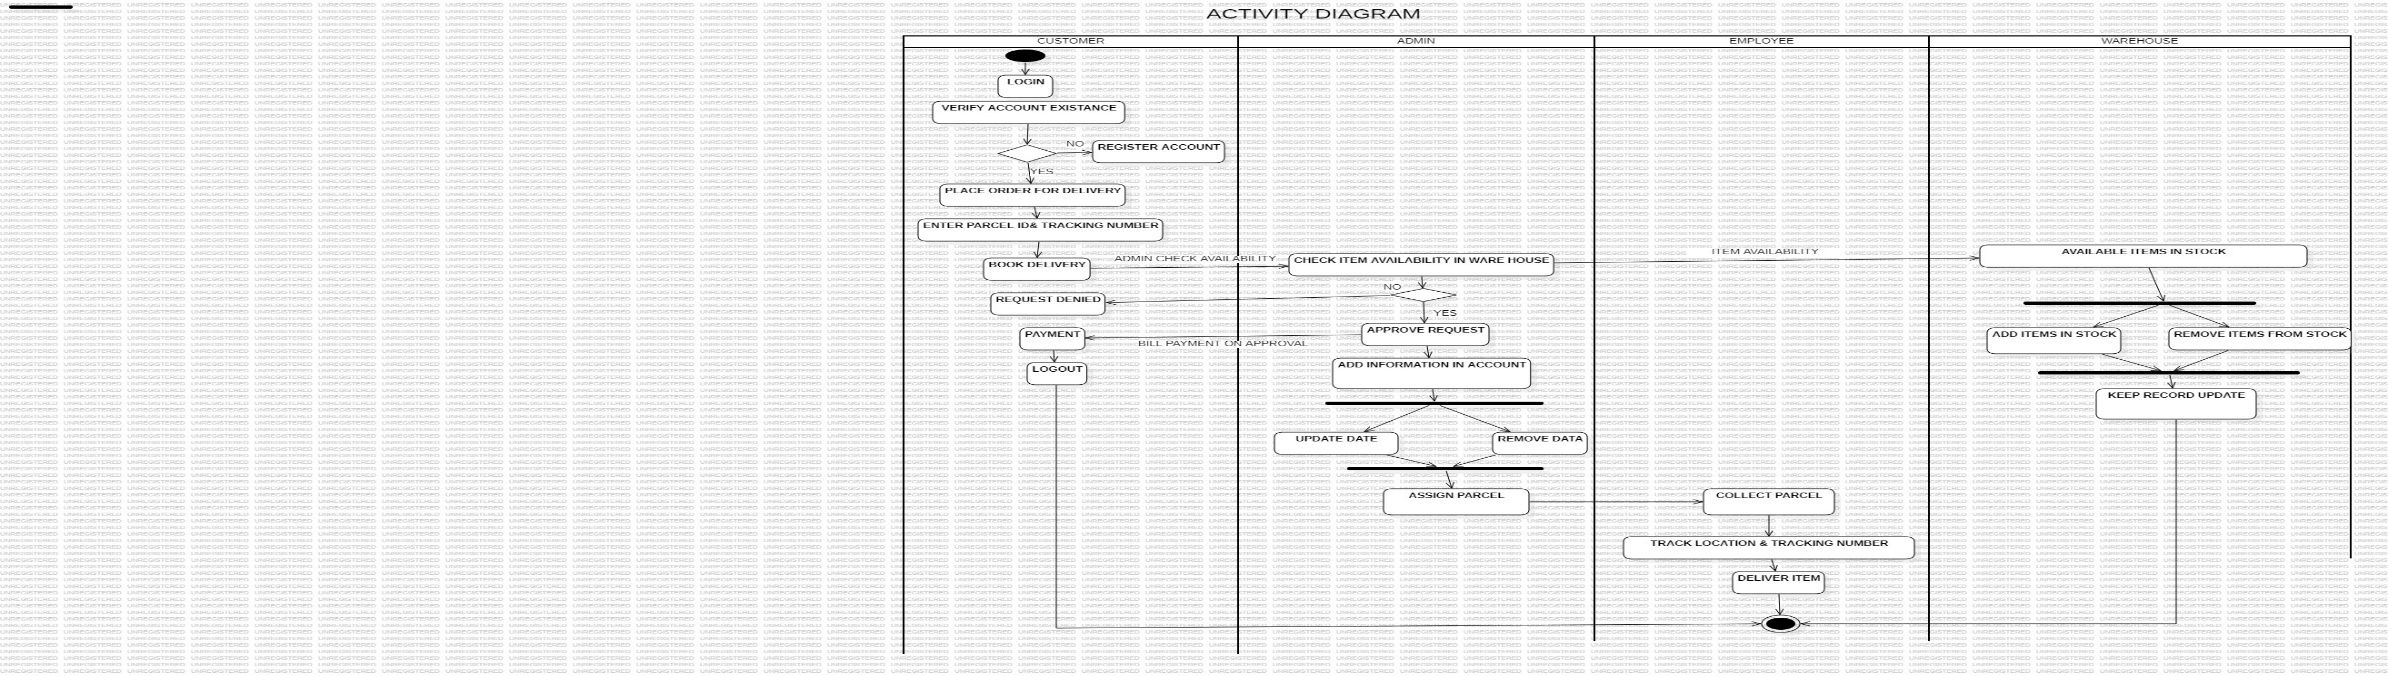 ACTIVITY DIAGRAM
CUSTOMER
ADMIN
EMPLOYEE
WAREHOUSE
LOGIN
VERIFY ACCOUNT EXISTANCE
NO
REGISTER ACCOUNT
YES
PLACE ORDER FOR DELIVERY
ENTER PARCEL ID& TRACKING NUMBER
BOOK DELIVERY
ADMIN CHECK AVAILABILITY
CHECK ITEM AVAILABILITY IN WARE HOUSE
ITEM AVAILABILITY
AVAILABLE ITEMS IN STOCK
REQUEST DENIED
NO
YES
PAYMENT
BILL PAYMENT ON APPROVAL
APPROVE REQUEST
ADD ITEMS IN STOCK
REMOVE ITEMS FROM STOCK
LOGOUT
ADD INFORMATION IN ACCOUNT
KEEP RECORD UPDATE
UPDATE DATE
REMOVE DATA
ASSIGN PARCEL
COLLECT PARCEL
TRACK LOCATION & TRACKING NUMBER
DELIVER ITEM
UNREGISTERED